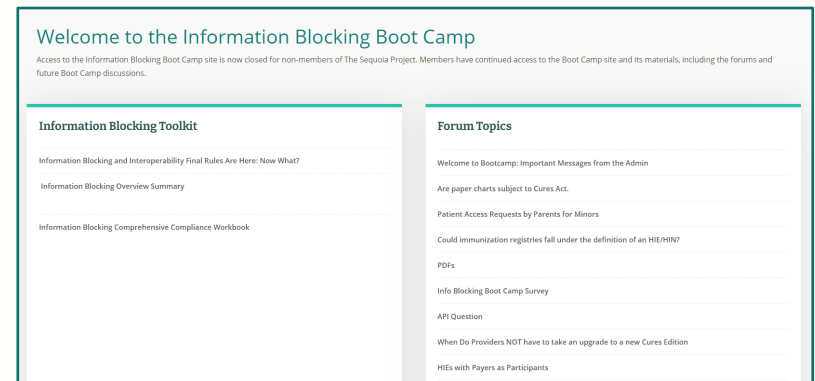 Welcome to the Information Blocking Boot Camp
Access to the Information Blocking Boot Camp site is now closed for non-members of The Sequoia Project. Members have continued access to the Boot Camp site and its materials, including the forums and
future Boot Camp discussions.
Information Blocking Toolkit
Information Blocking and Interoperability Final Rules Are Here: Now What?
Information Blocking Overview Summary
Information Blocking Comprehensive Compliance Workbook
Forum Topics
Welcome to Bootcamp: Important Messages from the Admin
Are paper charts subject to Cures Act.
Patient Access Requests by Parents for Minors
Could immunization registries fall under the definition of an HIE/HIN?
PDFs
Info Blocking Boot Camp Survey
API Question
When Do Providers NOT have to take an upgrade to a new Cures Edition
HIEs with Payers as Participants